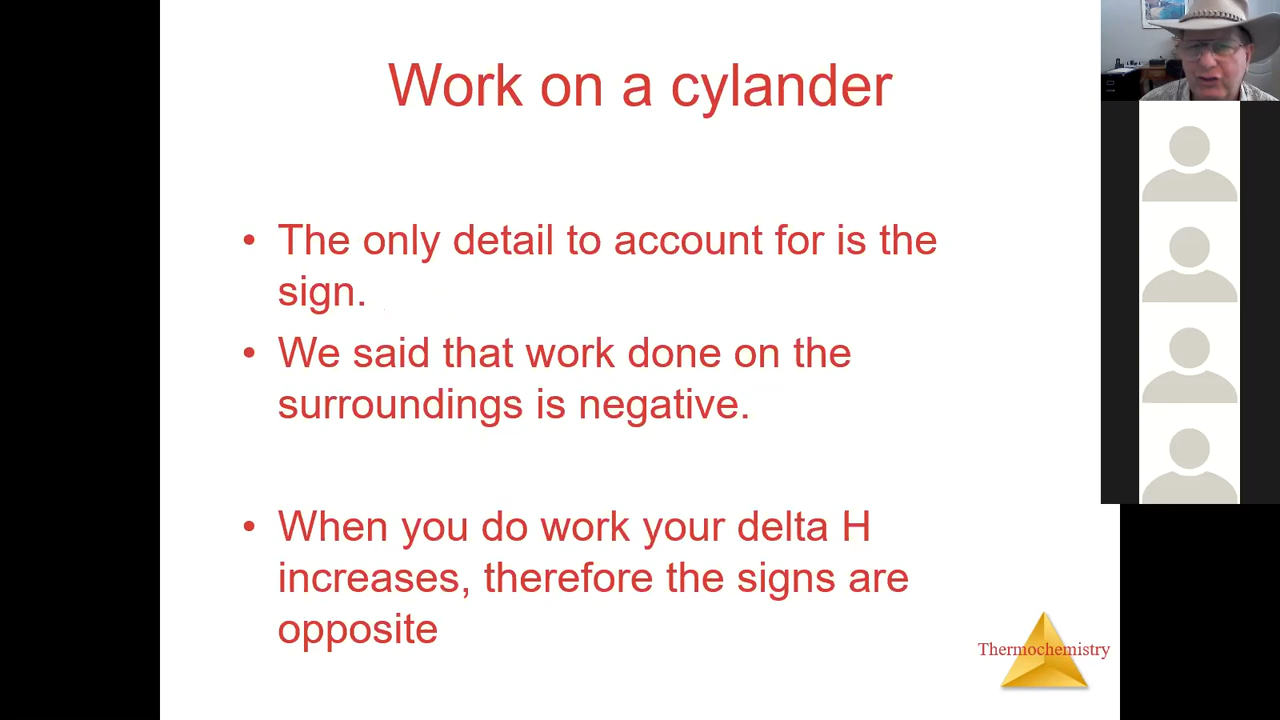 Work on a cylander
• The only detail to account for is the
sign.
• We said that work done on the
surroundings is negative.
• When you do work your delta H
increases, therefore the signs are
opposite
Thermochemistry